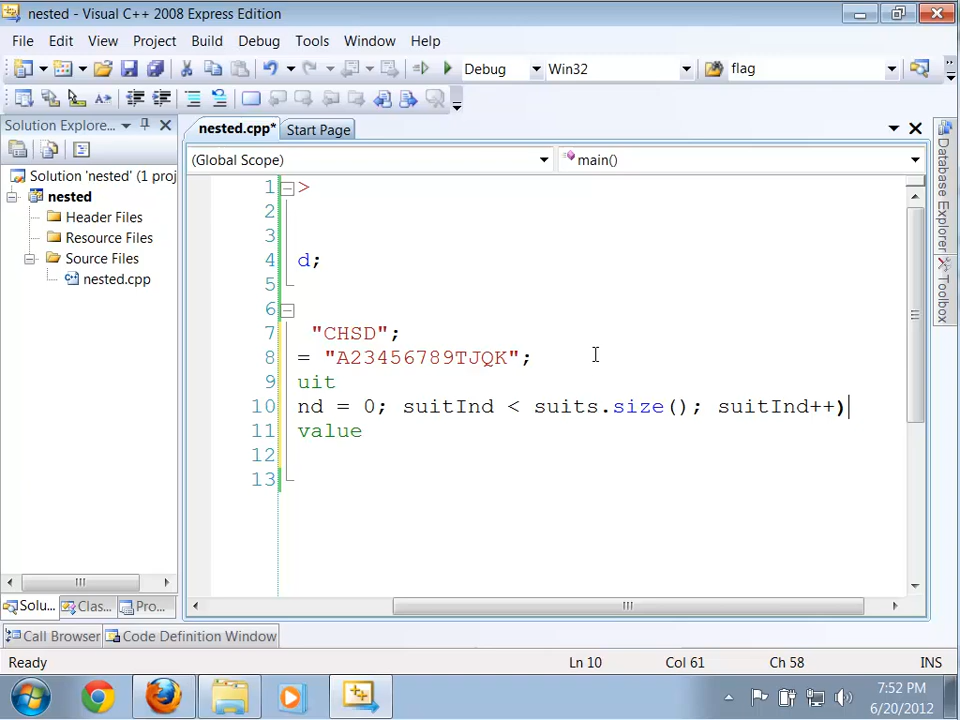 nested - Visual C++ 2008 Express Edition
File Edit View Project Build Debug Tools Window Help
Debug Win32 flag
Solution Explore...
nested.cpp* Start Page
(Global Scope) main()
Solution 'nested' (1 proj
nested
Header Files
Resource Files
Source Files
nested.cpp
1 >
2
3
4 d;
5
6
7 "CHSD";
8 = "A23456789TJQK";
9 uit
10 nd = 0; suitInd < suits.size(); suitInd++)
11 value
12
13
Database Explorer
Toolbox
Solu... Clas... Pro...
Call Browser Code Definition Window
Ready Ln 10 Col 61 Ch 58 INS
7:52 PM
6/20/2012